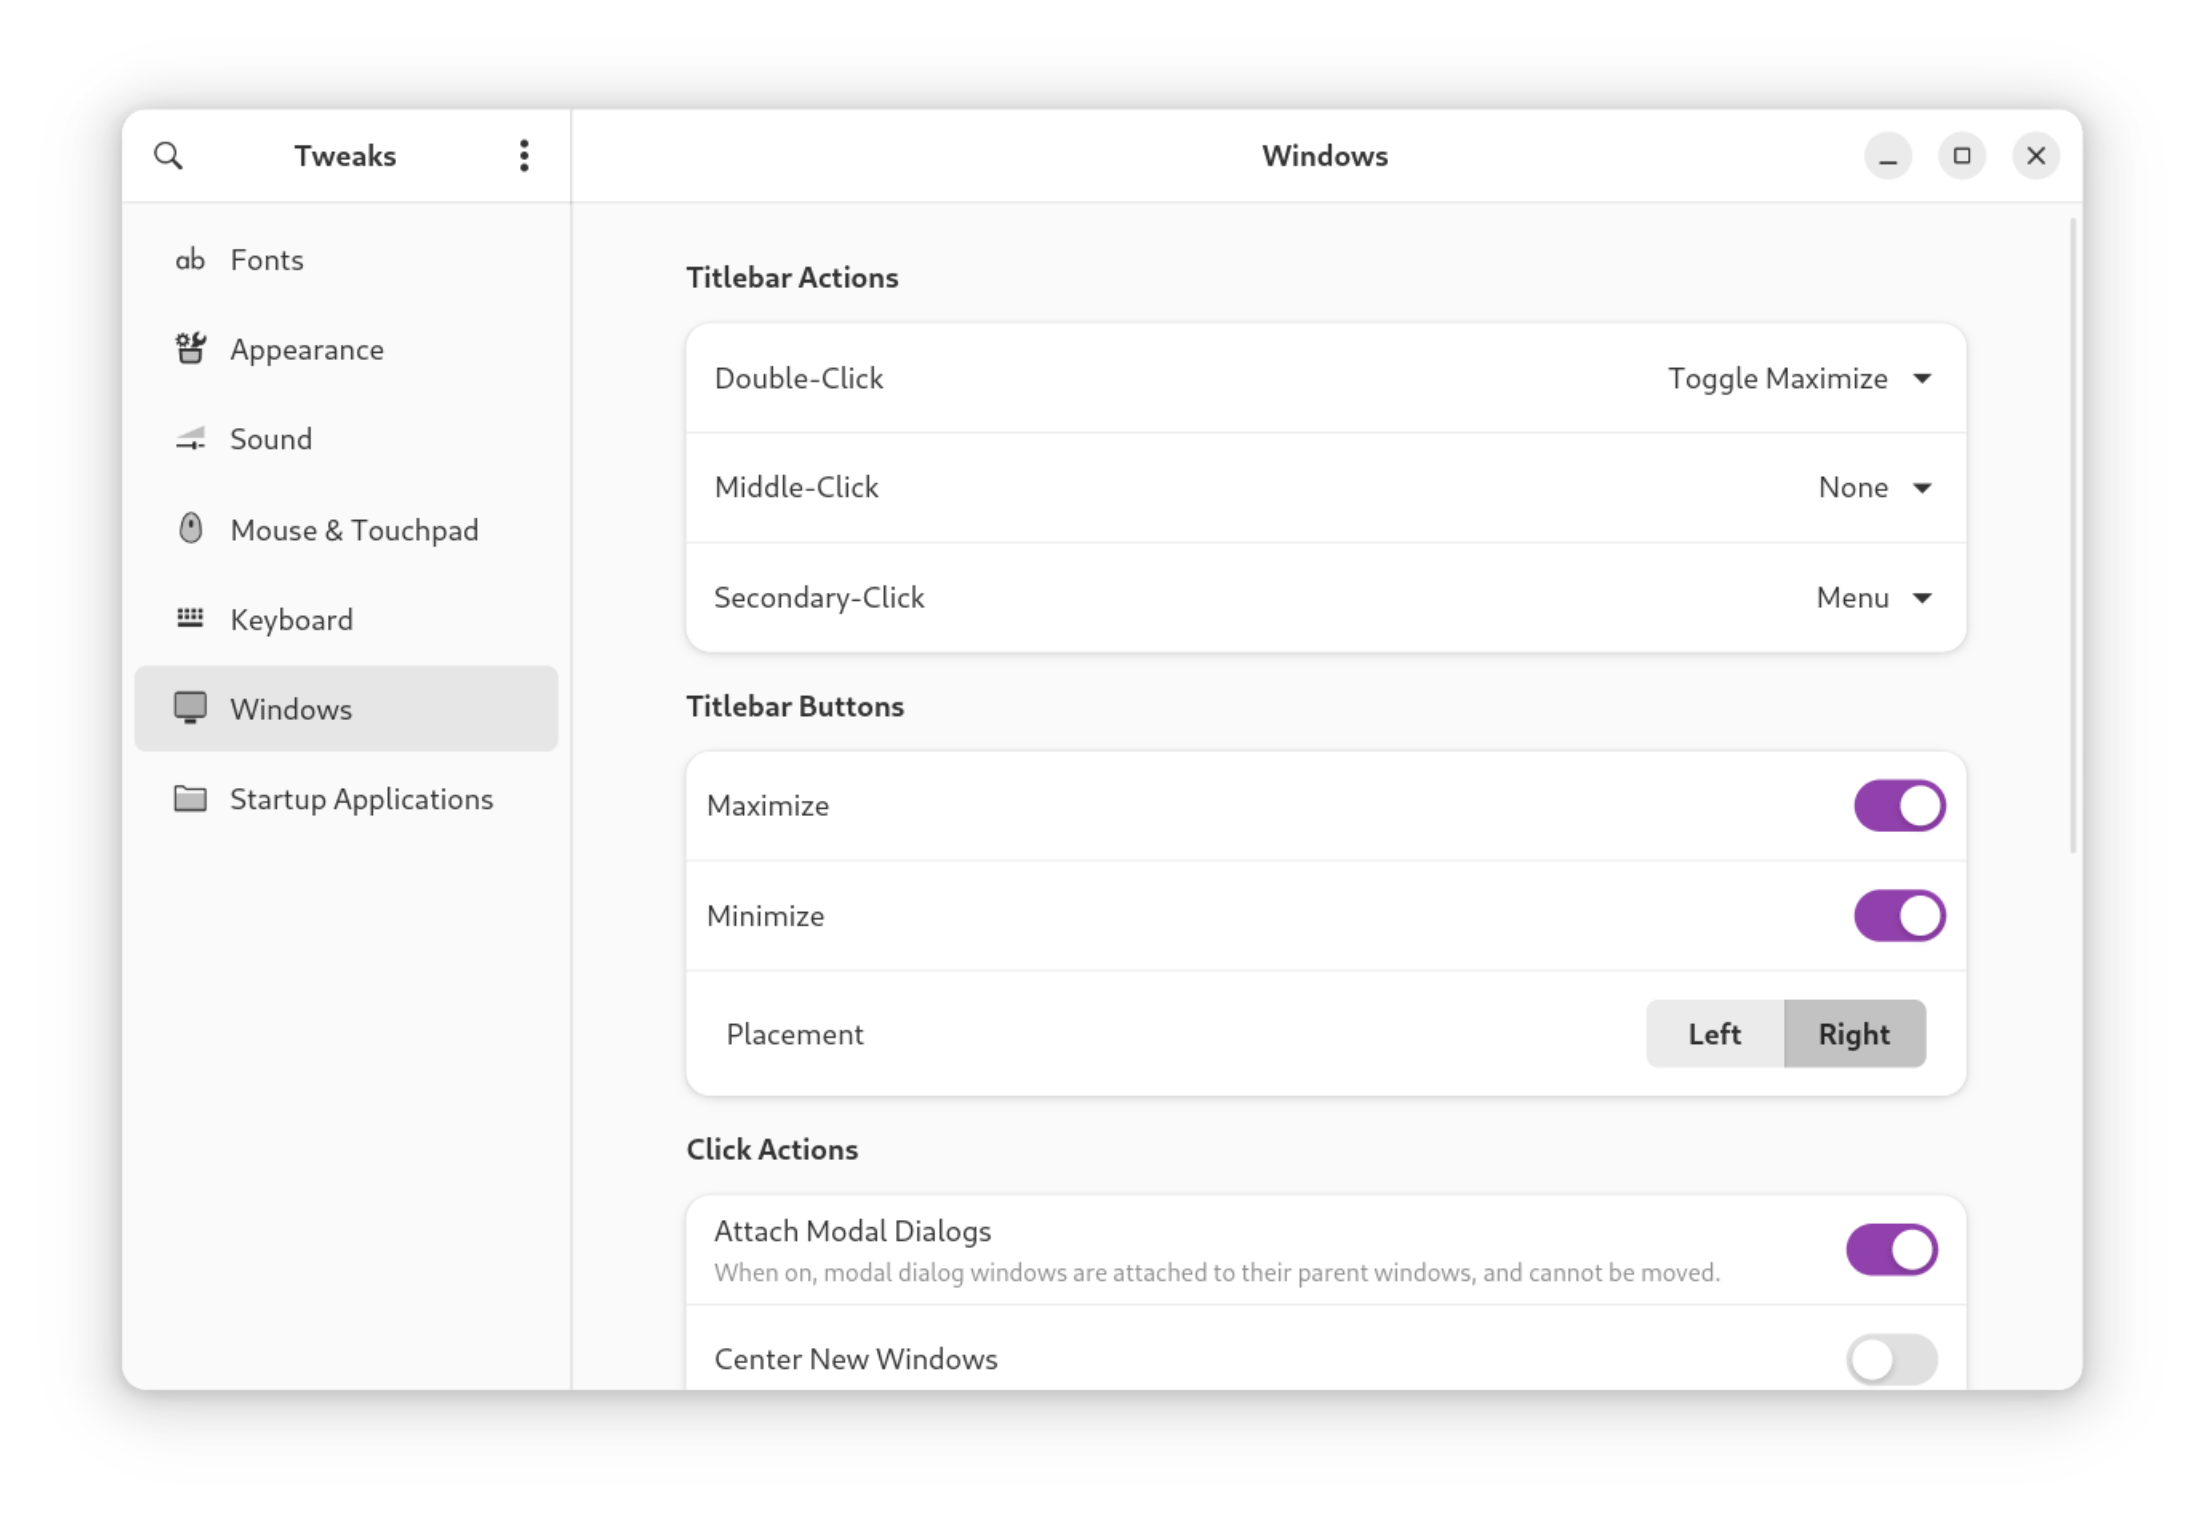 Tweaks
Windows
ab Fonts
Appearance
Sound
Mouse & Touchpad
Keyboard
Windows
Startup Applications
Titlebar Actions
Double-Click Toggle Maximize
Middle-Click None
Secondary-Click Menu
Titlebar Buttons
Maximize
Minimize
Placement Left Right
Click Actions
Attach Modal Dialogs
When on, modal dialog windows are attached to their parent windows, and cannot be moved.
Center New Windows